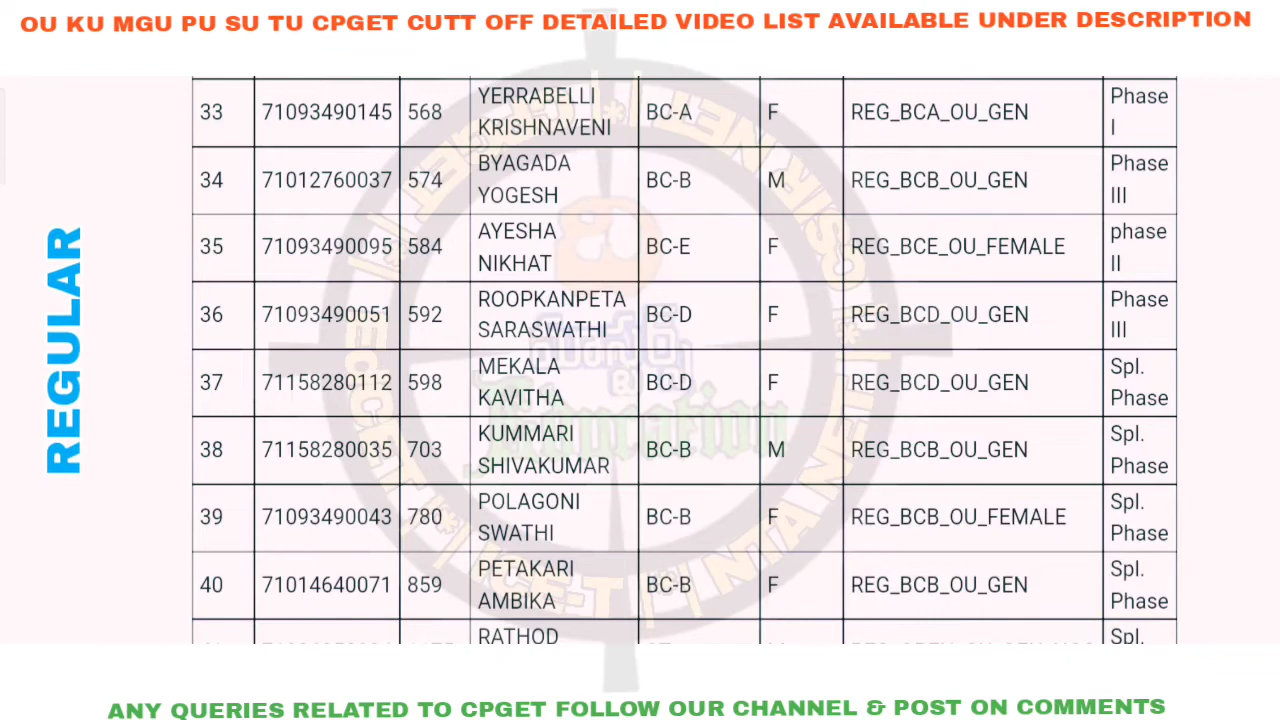 OU KU MGU PU SU TU CPGET CUTT OFF DETAILED VIDEO LIST AVAILABLE UNDER DESCRIPTION
REGULAR
33 71093490145 568 YERRABELLI KRISHNAVENI BC-A F REG_BCA_OU_GEN Phase I
34 71012760037 574 BYAGADA YOGESH BC-B M REG_BCB_OU_GEN Phase III
35 71093490095 584 AYESHA NIKHAT BC-E F REG_BCE_OU_FEMALE phase II
36 71093490051 592 ROOPKANPETA SARASWATHI BC-D F REG_BCD_OU_GEN Phase III
37 71158280112 598 MEKALA KAVITHA BC-D F REG_BCD_OU_GEN Spl. Phase
38 71158280035 703 KUMMARI SHIVAKUMAR BC-B M REG_BCB_OU_GEN Spl. Phase
39 71093490043 780 POLAGONI SWATHI BC-B F REG_BCB_OU_FEMALE Spl. Phase
40 71014640071 859 PETAKARI AMBIKA BC-B F REG_BCB_OU_GEN Spl. Phase
RATHOD Spl.
Education
ANY QUERIES RELATED TO CPGET FOLLOW OUR CHANNEL & POST ON COMMENTS